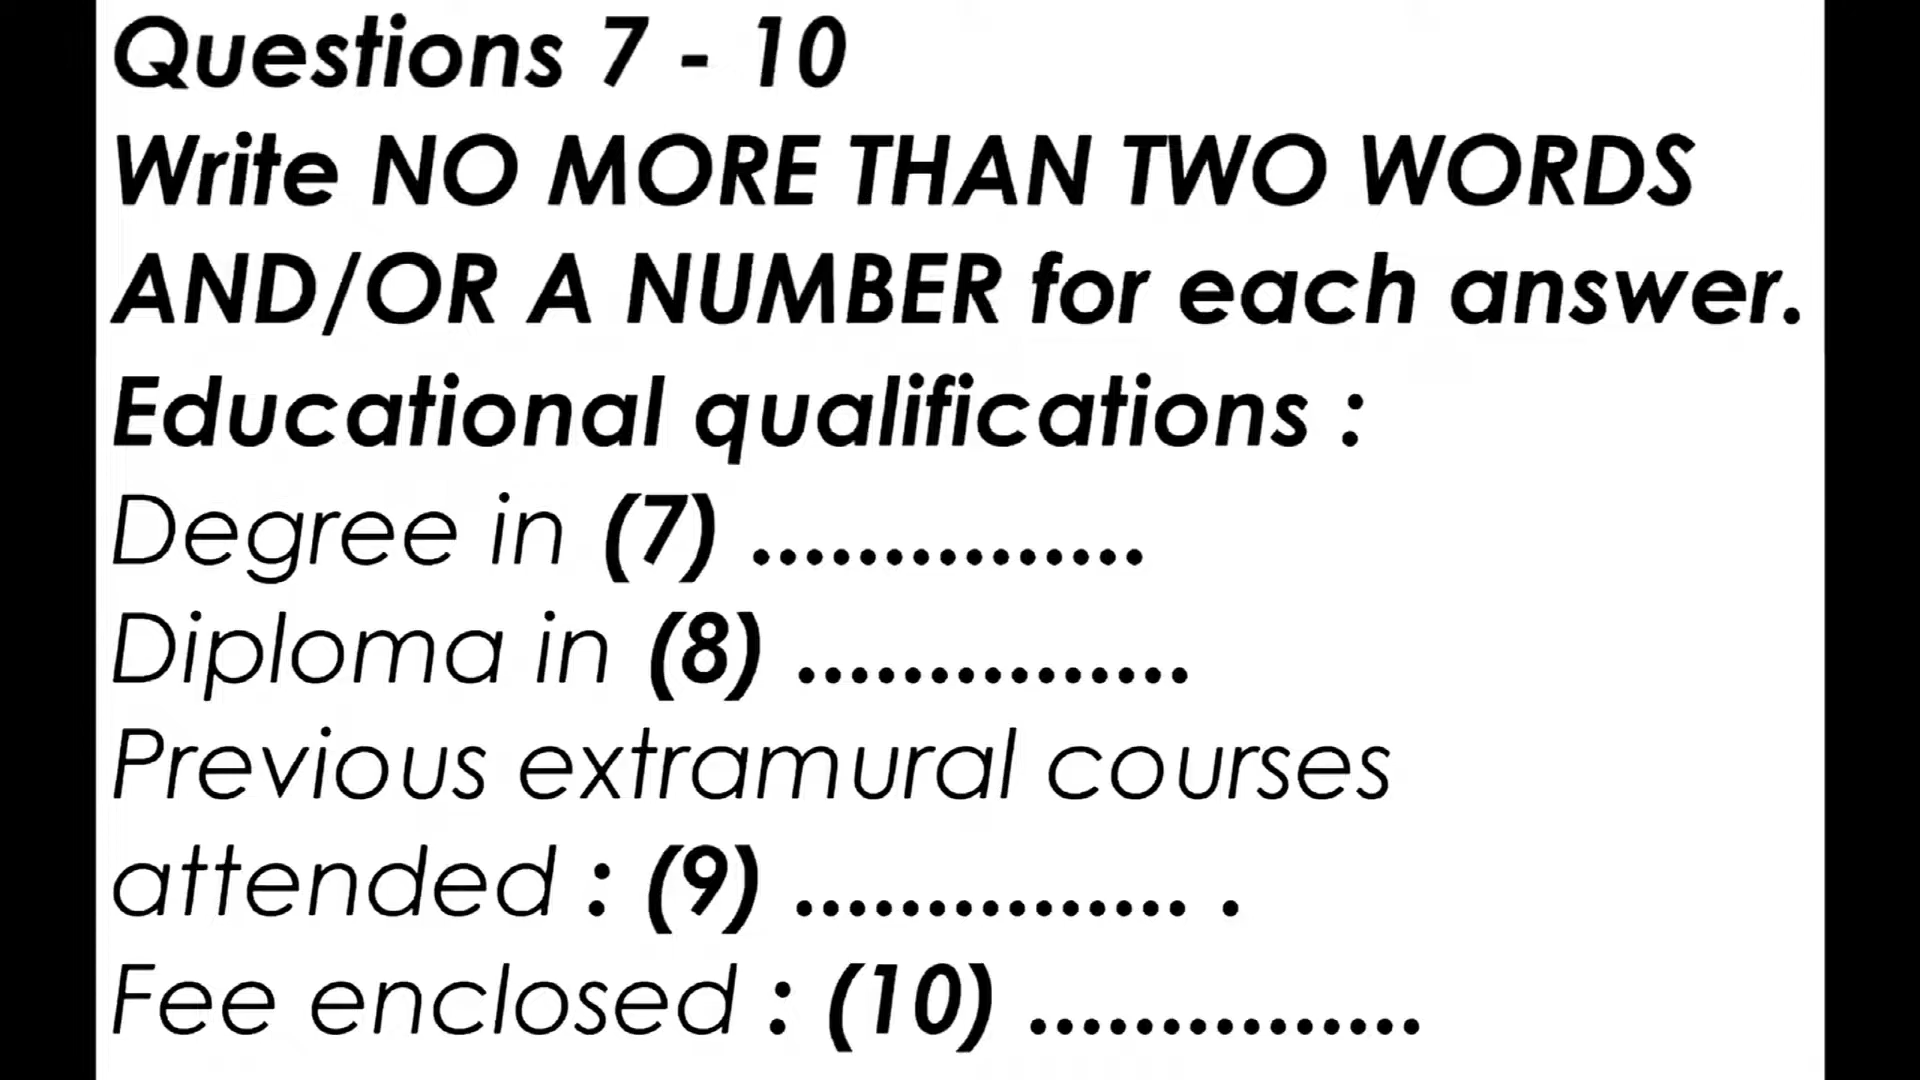 Questions 7 - 10
Write NO MORE THAN TWO WORDS
AND/OR A NUMBER for each answer.
Educational qualifications :
Degree in (7) ...............
Diploma in (8) ...............
Previous extramural courses
attended : (9) ............... .
Fee enclosed : (10) ...............